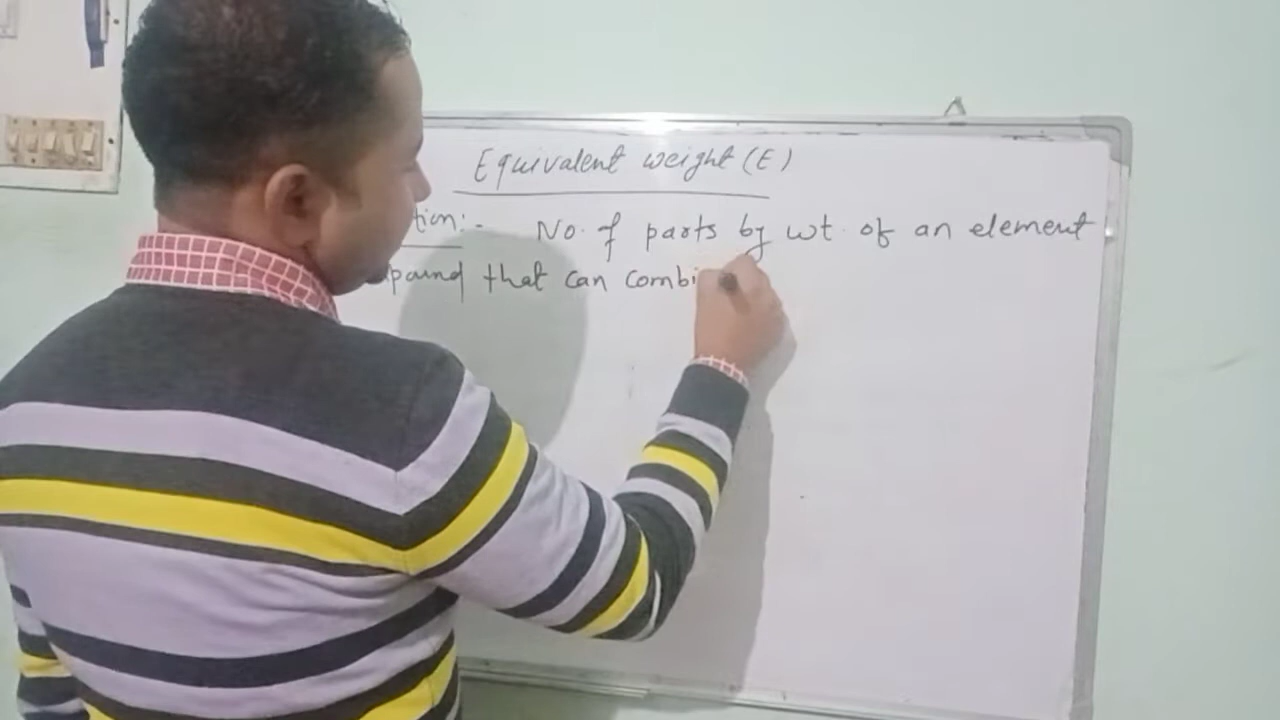 Equivalent weight (E)
tion:- No. of parts by wt. of an element
pound that can combi